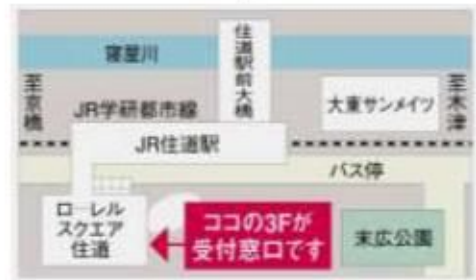 寝屋川
住道駅前大橋
至京橋
JR学研都市線
大東サンメイツ
至木津
JR住道駅
バス停
ローレル
スクエア
住道
ココの3Fが
受付窓口です
末広公園